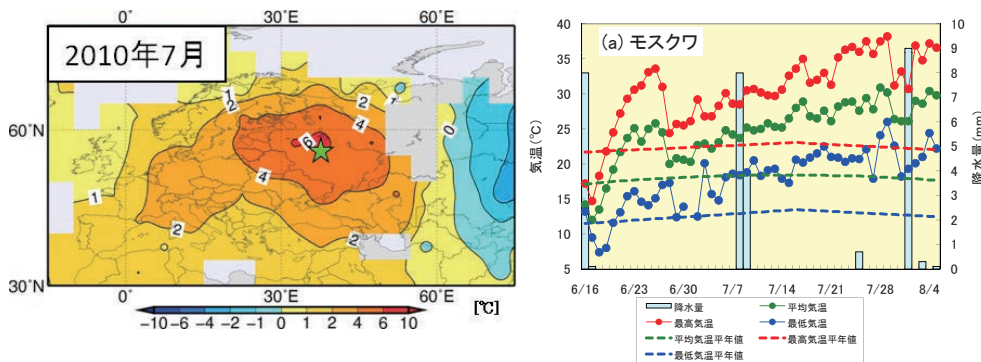 2010年7月
0° 30°E 60°E
60°N
30°N
1
2
2
1
4
0
6
4
1
2
2
0° 30°E 60°E
[℃]
−10 −6 −4 −2 −1 0 1 2 4 6 10
(a) モスクワ
気温(℃)
40
35
30
25
20
15
10
5
降水量(mm)
10
9
8
7
6
5
4
3
2
1
0
6/16 6/23 6/30 7/7 7/14 7/21 7/28 8/4
降水量 平均気温
最高気温 最低気温
平均気温平年値 最高気温平年値
最低気温平年値